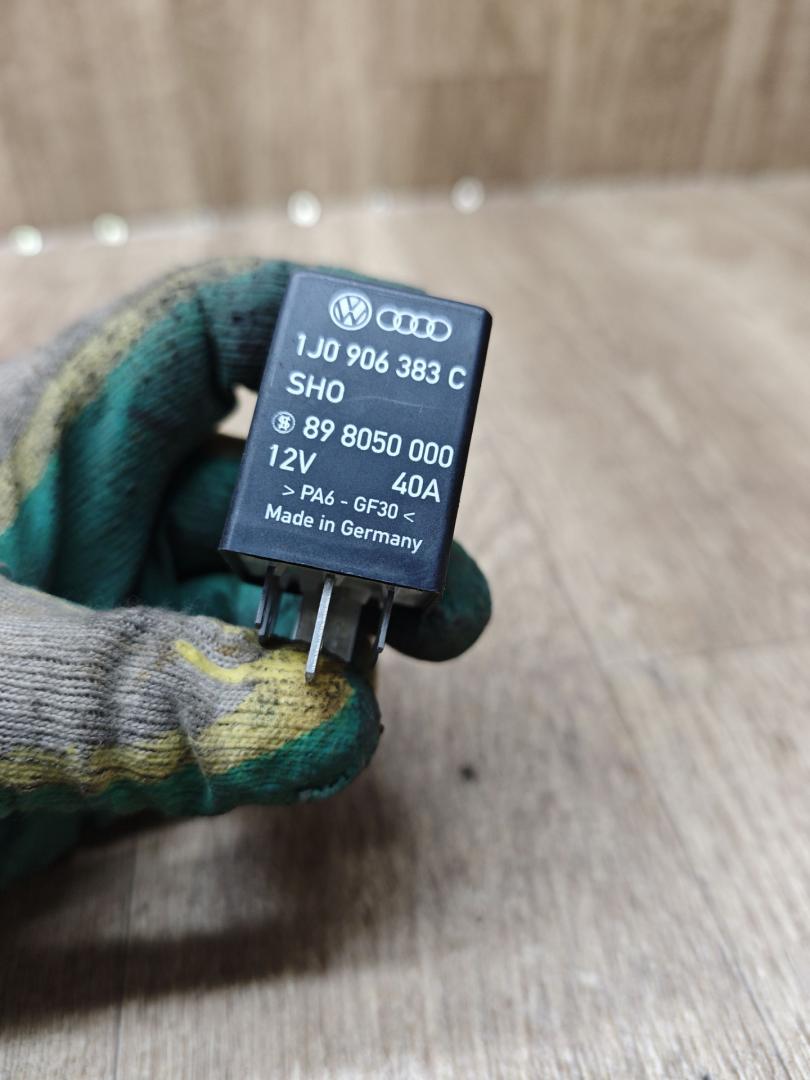 1J0 906 383 C
SHO
89 8050 000
12V 40A
> PA6 - GF30 <
Made in Germany